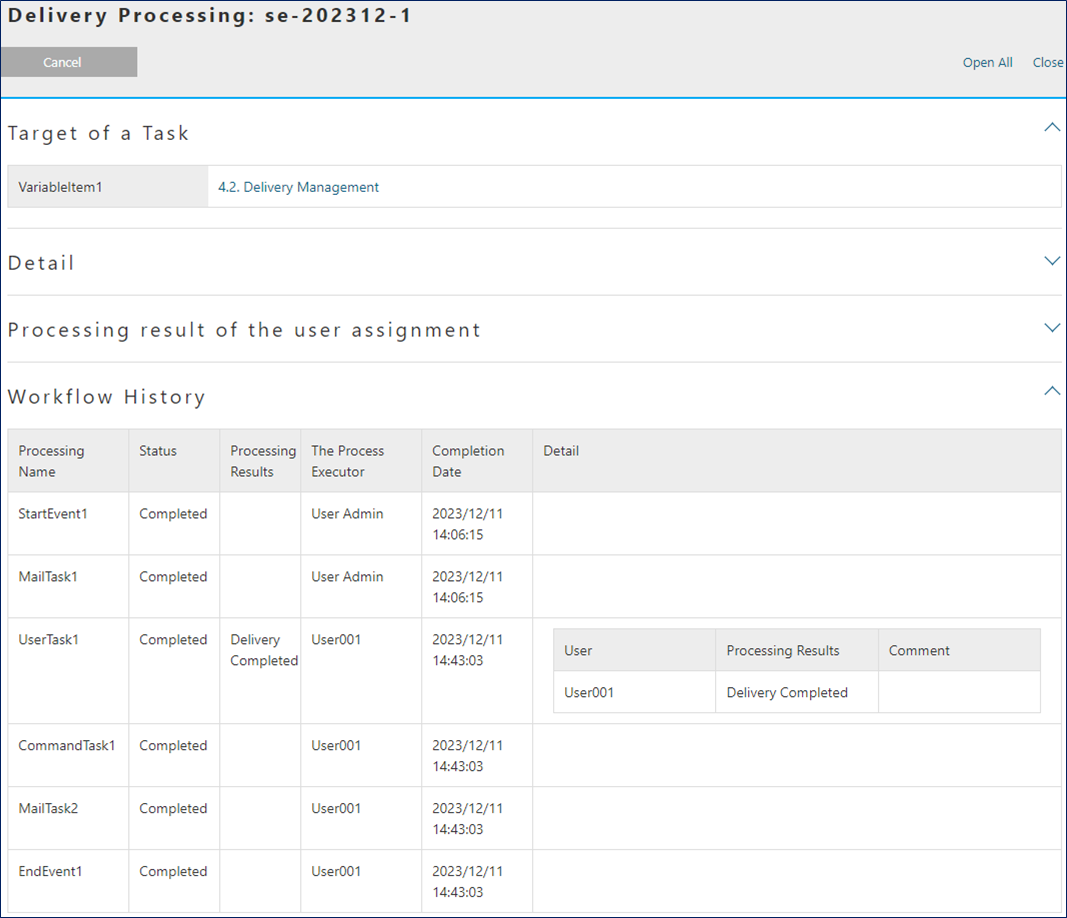 Delivery Processing: se-202312-1
Cancel
Open All Close
Target of a Task
VariableItem1 4.2. Delivery Management
Detail
Processing result of the user assignment
Workflow History
Processing Name Status Processing Results The Process Executor Completion Date Detail
StartEvent1 Completed User Admin 2023/12/11 14:06:15
MailTask1 Completed User Admin 2023/12/11 14:06:15
UserTask1 Completed Delivery Completed User001 2023/12/11 14:43:03
User Processing Results Comment
User001 Delivery Completed
CommandTask1 Completed User001 2023/12/11 14:43:03
MailTask2 Completed User001 2023/12/11 14:43:03
EndEvent1 Completed User001 2023/12/11 14:43:03